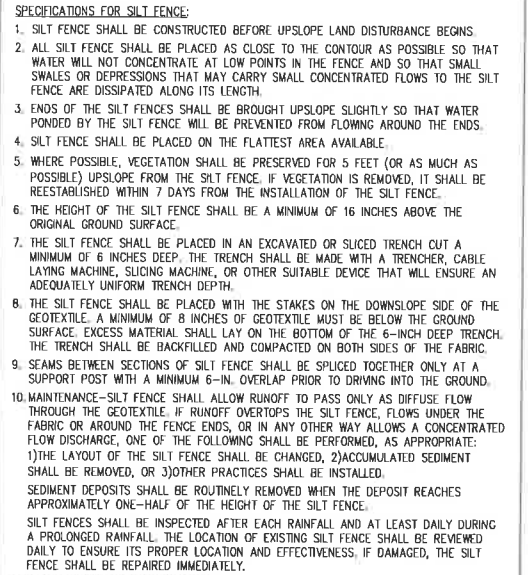 SPECIFICATIONS FOR SILT FENCE:
1. SILT FENCE SHALL BE CONSTRUCTED BEFORE UPSLOPE LAND DISTURBANCE BEGINS.
2. ALL SILT FENCE SHALL BE PLACED AS CLOSE TO THE CONTOUR AS POSSIBLE SO THAT
WATER WILL NOT CONCENTRATE AT LOW POINTS IN THE FENCE AND SO THAT SMALL
SWALES OR DEPRESSIONS THAT MAY CARRY SMALL CONCENTRATED FLOWS TO THE SILT
FENCE ARE DISSIPATED ALONG ITS LENGTH.
3. ENDS OF THE SILT FENCES SHALL BE BROUGHT UPSLOPE SLIGHTLY SO THAT WATER
PONDED BY THE SILT FENCE WILL BE PREVENTED FROM FLOWING AROUND THE ENDS.
4. SILT FENCE SHALL BE PLACED ON THE FLATTEST AREA AVAILABLE.
5. WHERE POSSIBLE, VEGETATION SHALL BE PRESERVED FOR 5 FEET (OR AS MUCH AS
POSSIBLE) UPSLOPE FROM THE SILT FENCE. IF VEGETATION IS REMOVED, IT SHALL BE
REESTABLISHED WITHIN 7 DAYS FROM THE INSTALLATION OF THE SILT FENCE.
6. THE HEIGHT OF THE SILT FENCE SHALL BE A MINIMUM OF 16 INCHES ABOVE THE
ORIGINAL GROUND SURFACE.
7. THE SILT FENCE SHALL BE PLACED IN AN EXCAVATED OR SLICED TRENCH CUT A
MINIMUM OF 6 INCHES DEEP. THE TRENCH SHALL BE MADE WITH A TRENCHER, CABLE
LAYING MACHINE, SLICING MACHINE, OR OTHER SUITABLE DEVICE THAT WILL ENSURE AN
ADEQUATELY UNIFORM TRENCH DEPTH.
8. THE SILT FENCE SHALL BE PLACED WITH THE STAKES ON THE DOWNSLOPE SIDE OF THE
GEOTEXTILE. A MINIMUM OF 8 INCHES OF GEOTEXTILE MUST BE BELOW THE GROUND
SURFACE. EXCESS MATERIAL SHALL LAY ON THE BOTTOM OF THE 6-INCH DEEP TRENCH.
THE TRENCH SHALL BE BACKFILLED AND COMPACTED ON BOTH SIDES OF THE FABRIC.
9. SEAMS BETWEEN SECTIONS OF SILT FENCE SHALL BE SPLICED TOGETHER ONLY AT A
SUPPORT POST WITH A MINIMUM 6-IN. OVERLAP PRIOR TO DRIVING INTO THE GROUND.
10. MAINTENANCE-SILT FENCE SHALL ALLOW RUNOFF TO PASS ONLY AS DIFFUSE FLOW
THROUGH THE GEOTEXTILE. IF RUNOFF OVERTOPS THE SILT FENCE, FLOWS UNDER THE
FABRIC OR AROUND THE FENCE ENDS, OR IN ANY OTHER WAY ALLOWS A CONCENTRATED
FLOW DISCHARGE, ONE OF THE FOLLOWING SHALL BE PERFORMED, AS APPROPRIATE:
1)THE LAYOUT OF THE SILT FENCE SHALL BE CHANGED, 2)ACCUMULATED SEDIMENT
SHALL BE REMOVED, OR 3)OTHER PRACTICES SHALL BE INSTALLED.
SEDIMENT DEPOSITS SHALL BE ROUTINELY REMOVED WHEN THE DEPOSIT REACHES
APPROXIMATELY ONE-HALF OF THE HEIGHT OF THE SILT FENCE.
SILT FENCES SHALL BE INSPECTED AFTER EACH RAINFALL AND AT LEAST DAILY DURING
A PROLONGED RAINFALL. THE LOCATION OF EXISTING SILT FENCE SHALL BE REVIEWED
DAILY TO ENSURE ITS PROPER LOCATION AND EFFECTIVENESS. IF DAMAGED, THE SILT
FENCE SHALL BE REPAIRED IMMEDIATELY.